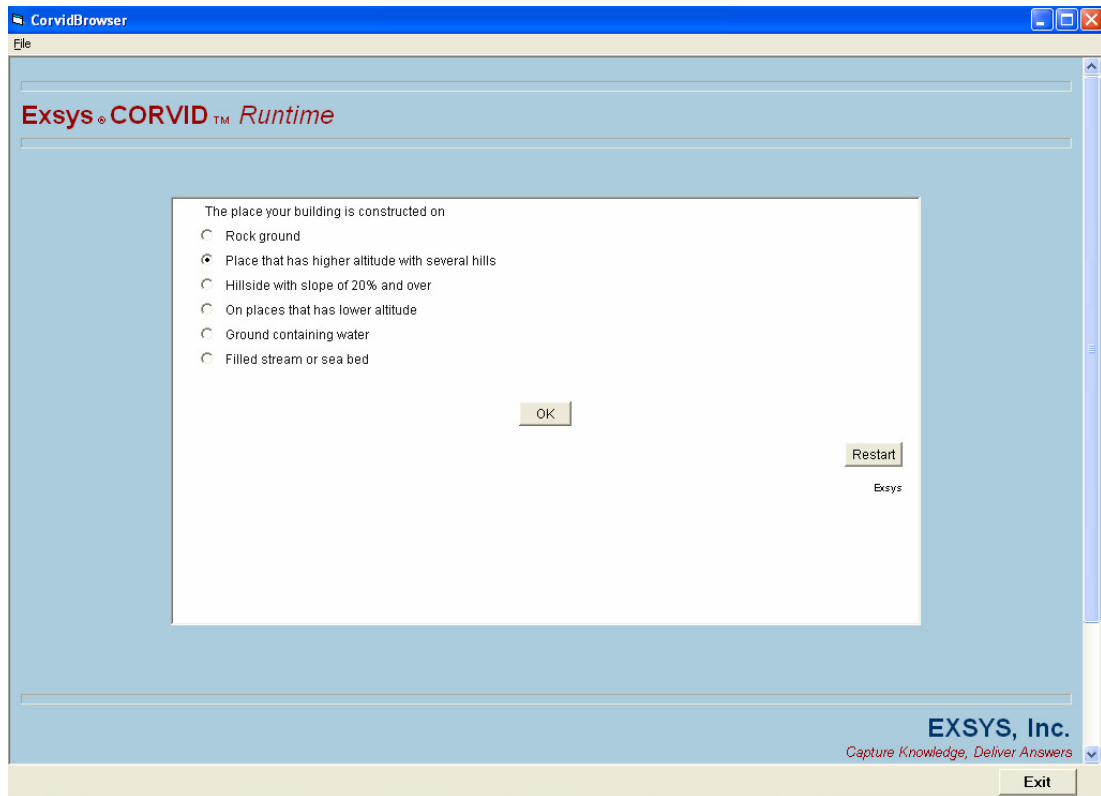 CorvidBrowser
File
Exsys ® CORVID TM Runtime
The place your building is constructed on
Rock ground
Place that has higher altitude with several hills
Hillside with slope of 20% and over
On places that has lower altitude
Ground containing water
Filled stream or sea bed
OK
Restart
Exsys
EXSYS, Inc.
Capture Knowledge, Deliver Answers
Exit